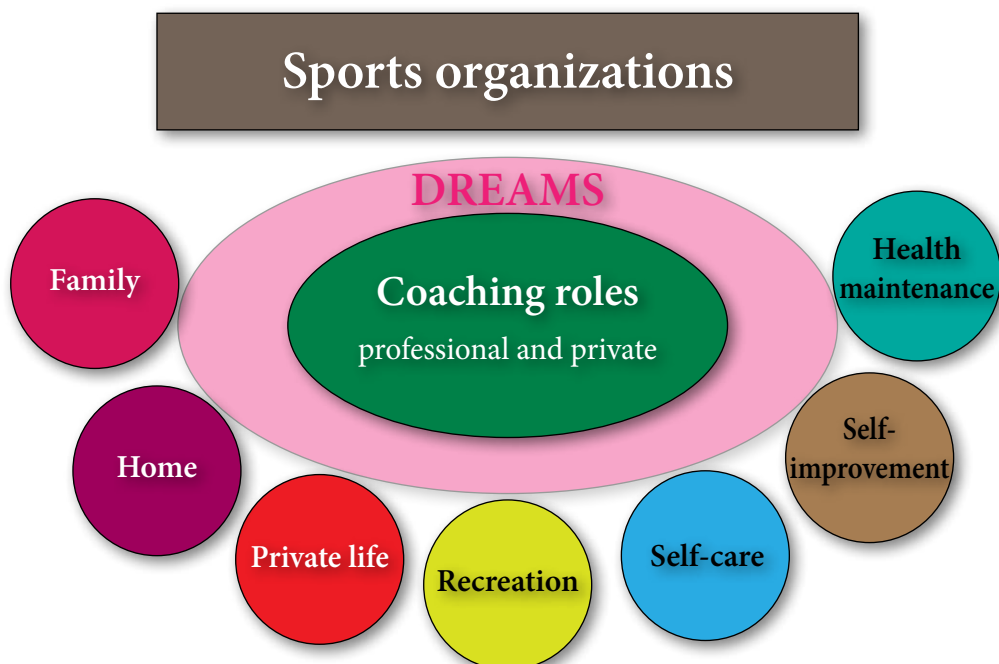 Sports organizations
DREAMS
Coaching roles
professional and private
Family
Home
Private life
Recreation
Self-care
Self-
improvement
Health
maintenance